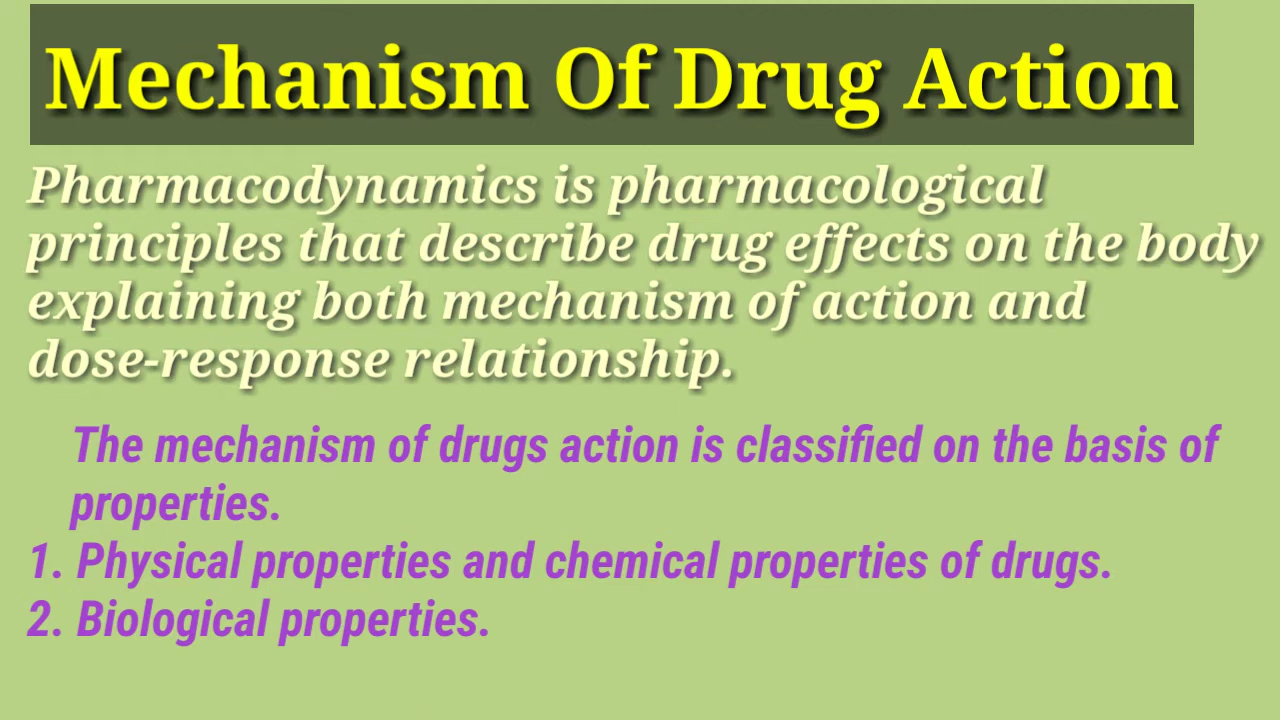 Mechanism Of Drug Action
Pharmacodynamics is pharmacological
principles that describe drug effects on the body
explaining both mechanism of action and
dose-response relationship.
The mechanism of drugs action is classified on the basis of
properties.
1. Physical properties and chemical properties of drugs.
2. Biological properties.